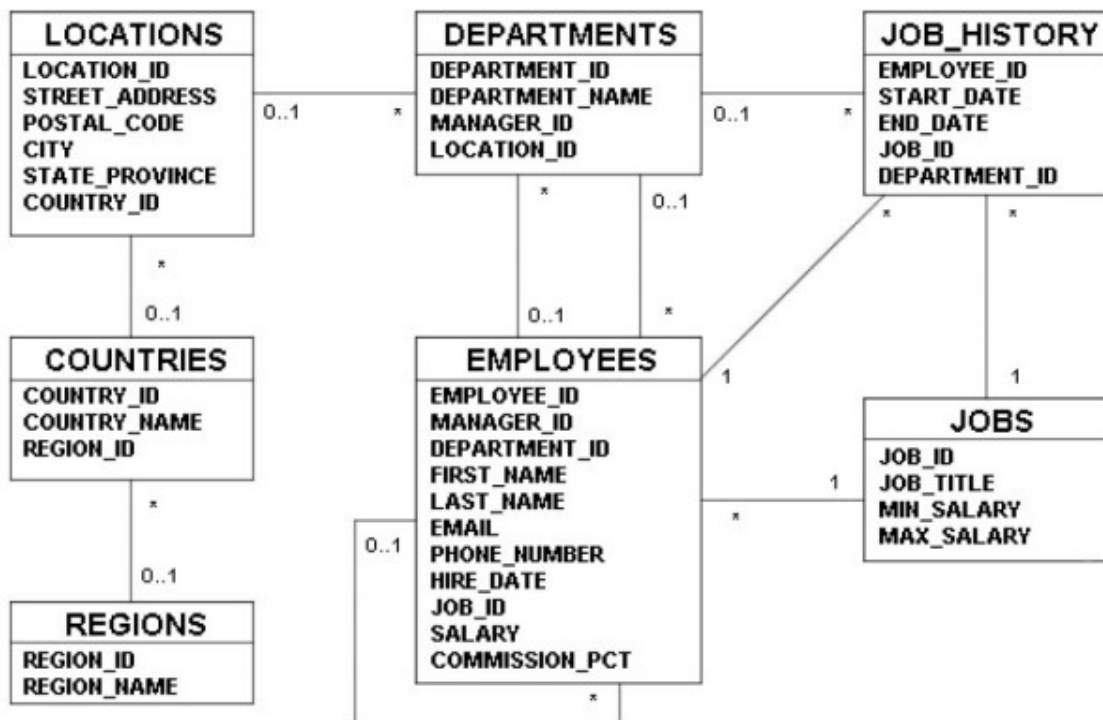 LOCATIONS
LOCATION_ID
STREET_ADDRESS
POSTAL_CODE
CITY
STATE_PROVINCE
COUNTRY_ID
0..1
*
DEPARTMENTS
DEPARTMENT_ID
DEPARTMENT_NAME
MANAGER_ID
LOCATION_ID
0..1
*
JOB_HISTORY
EMPLOYEE_ID
START_DATE
END_DATE
JOB_ID
DEPARTMENT_ID
*
0..1
*
0..1
0..1
*
*
1
*
1
COUNTRIES
COUNTRY_ID
COUNTRY_NAME
REGION_ID
*
0..1
REGIONS
REGION_ID
REGION_NAME
EMPLOYEES
EMPLOYEE_ID
MANAGER_ID
DEPARTMENT_ID
FIRST_NAME
LAST_NAME
EMAIL
PHONE_NUMBER
HIRE_DATE
JOB_ID
SALARY
COMMISSION_PCT
0..1
*
*
1
JOBS
JOB_ID
JOB_TITLE
MIN_SALARY
MAX_SALARY